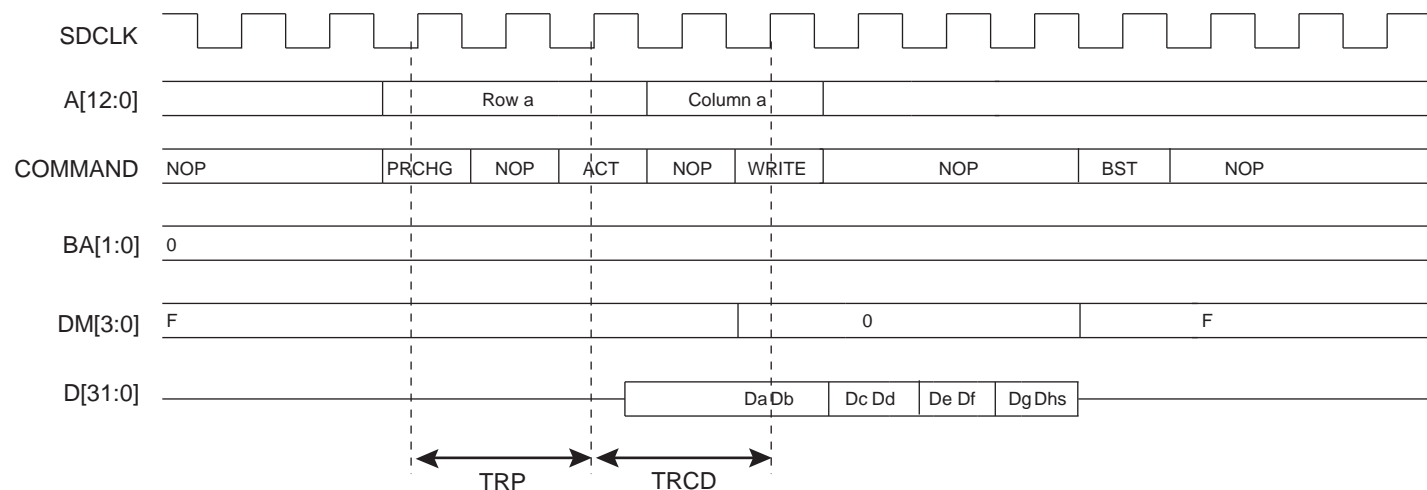 SDCLK
A[12:0] Row a Column a
COMMAND NOP PRCHG NOP ACT NOP WRITE NOP BST NOP
BA[1:0] 0
DM[3:0] F 0 F
D[31:0] Da Db Dc Dd De Df Dg Dhs
TRP TRCD